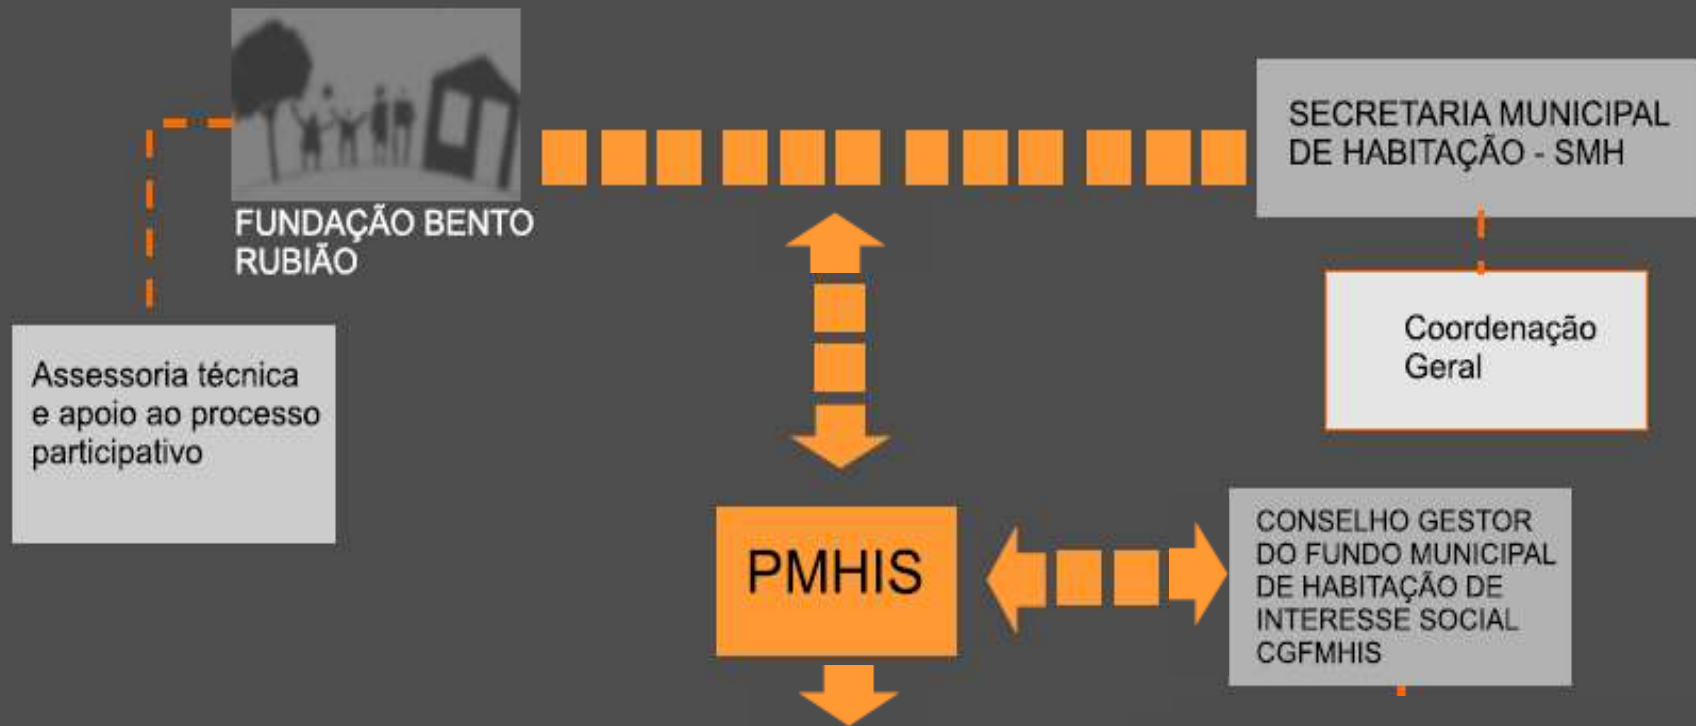 FUNDAÇÃO BENTO
RUBIÃO
SECRETARIA MUNICIPAL
DE HABITAÇÃO - SMH
Coordenação
Geral
Assessoria técnica
e apoio ao processo
participativo
PMHIS
CONSELHO GESTOR
DO FUNDO MUNICIPAL
DE HABITAÇÃO DE
INTERESSE SOCIAL
CGFMHIS